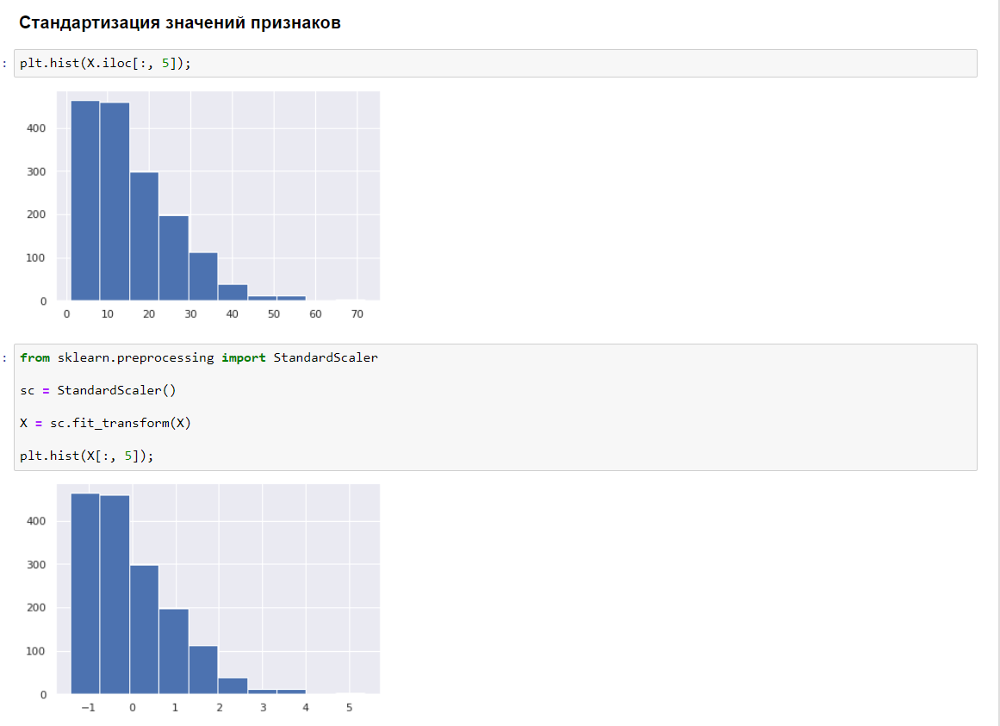 Стандартизация значений признаков
: plt.hist(X.iloc[:, 5]);
400
300
200
100
0
0 10 20 30 40 50 60 70
: from sklearn.preprocessing import StandardScaler
sc = StandardScaler()
X = sc.fit_transform(X)
plt.hist(X[:, 5]);
400
300
200
100
0
−1 0 1 2 3 4 5